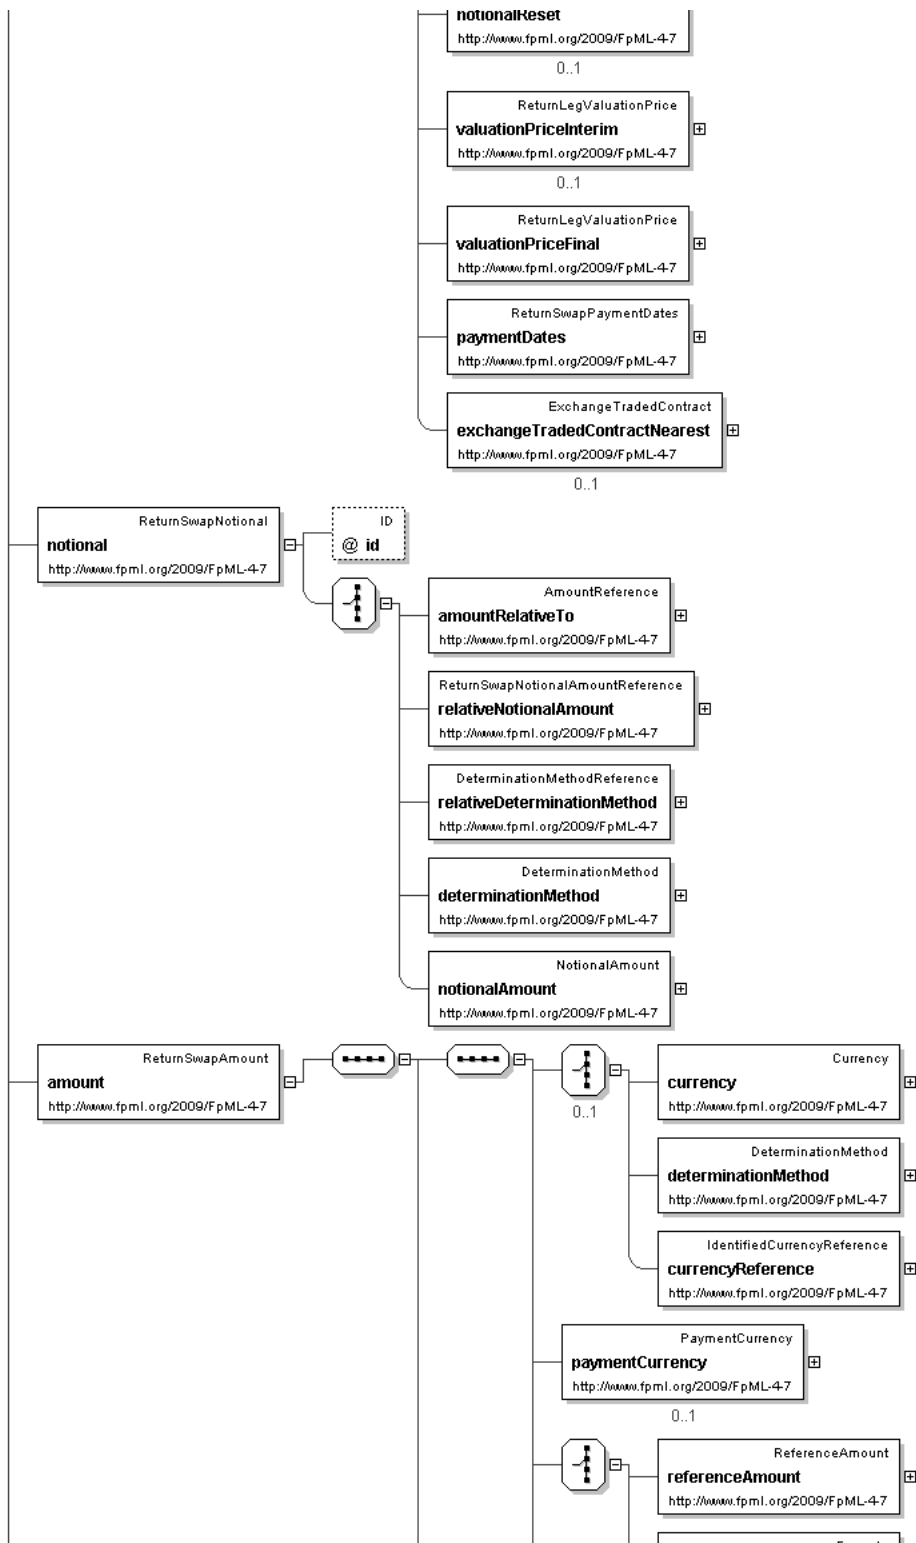 notionalReset
http://www.fpml.org/2009/FpML-4-7
0..1
ReturnLegValuationPrice
valuationPriceInterim
http://www.fpml.org/2009/FpML-4-7
0..1
ReturnLegValuationPrice
valuationPriceFinal
http://www.fpml.org/2009/FpML-4-7
ReturnSwapPaymentDates
paymentDates
http://www.fpml.org/2009/FpML-4-7
ExchangeTradedContract
exchangeTradedContractNearest
http://www.fpml.org/2009/FpML-4-7
0..1
ReturnSwapNotional
notional
http://www.fpml.org/2009/FpML-4-7
ID
@ id
AmountReference
amountRelativeTo
http://www.fpml.org/2009/FpML-4-7
ReturnSwapNotionalAmountReference
relativeNotionalAmount
http://www.fpml.org/2009/FpML-4-7
DeterminationMethodReference
relativeDeterminationMethod
http://www.fpml.org/2009/FpML-4-7
DeterminationMethod
determinationMethod
http://www.fpml.org/2009/FpML-4-7
NotionalAmount
notionalAmount
http://www.fpml.org/2009/FpML-4-7
ReturnSwapAmount
amount
http://www.fpml.org/2009/FpML-4-7
0..1
Currency
currency
http://www.fpml.org/2009/FpML-4-7
DeterminationMethod
determinationMethod
http://www.fpml.org/2009/FpML-4-7
IdentifiedCurrencyReference
currencyReference
http://www.fpml.org/2009/FpML-4-7
PaymentCurrency
paymentCurrency
http://www.fpml.org/2009/FpML-4-7
0..1
ReferenceAmount
referenceAmount
http://www.fpml.org/2009/FpML-4-7